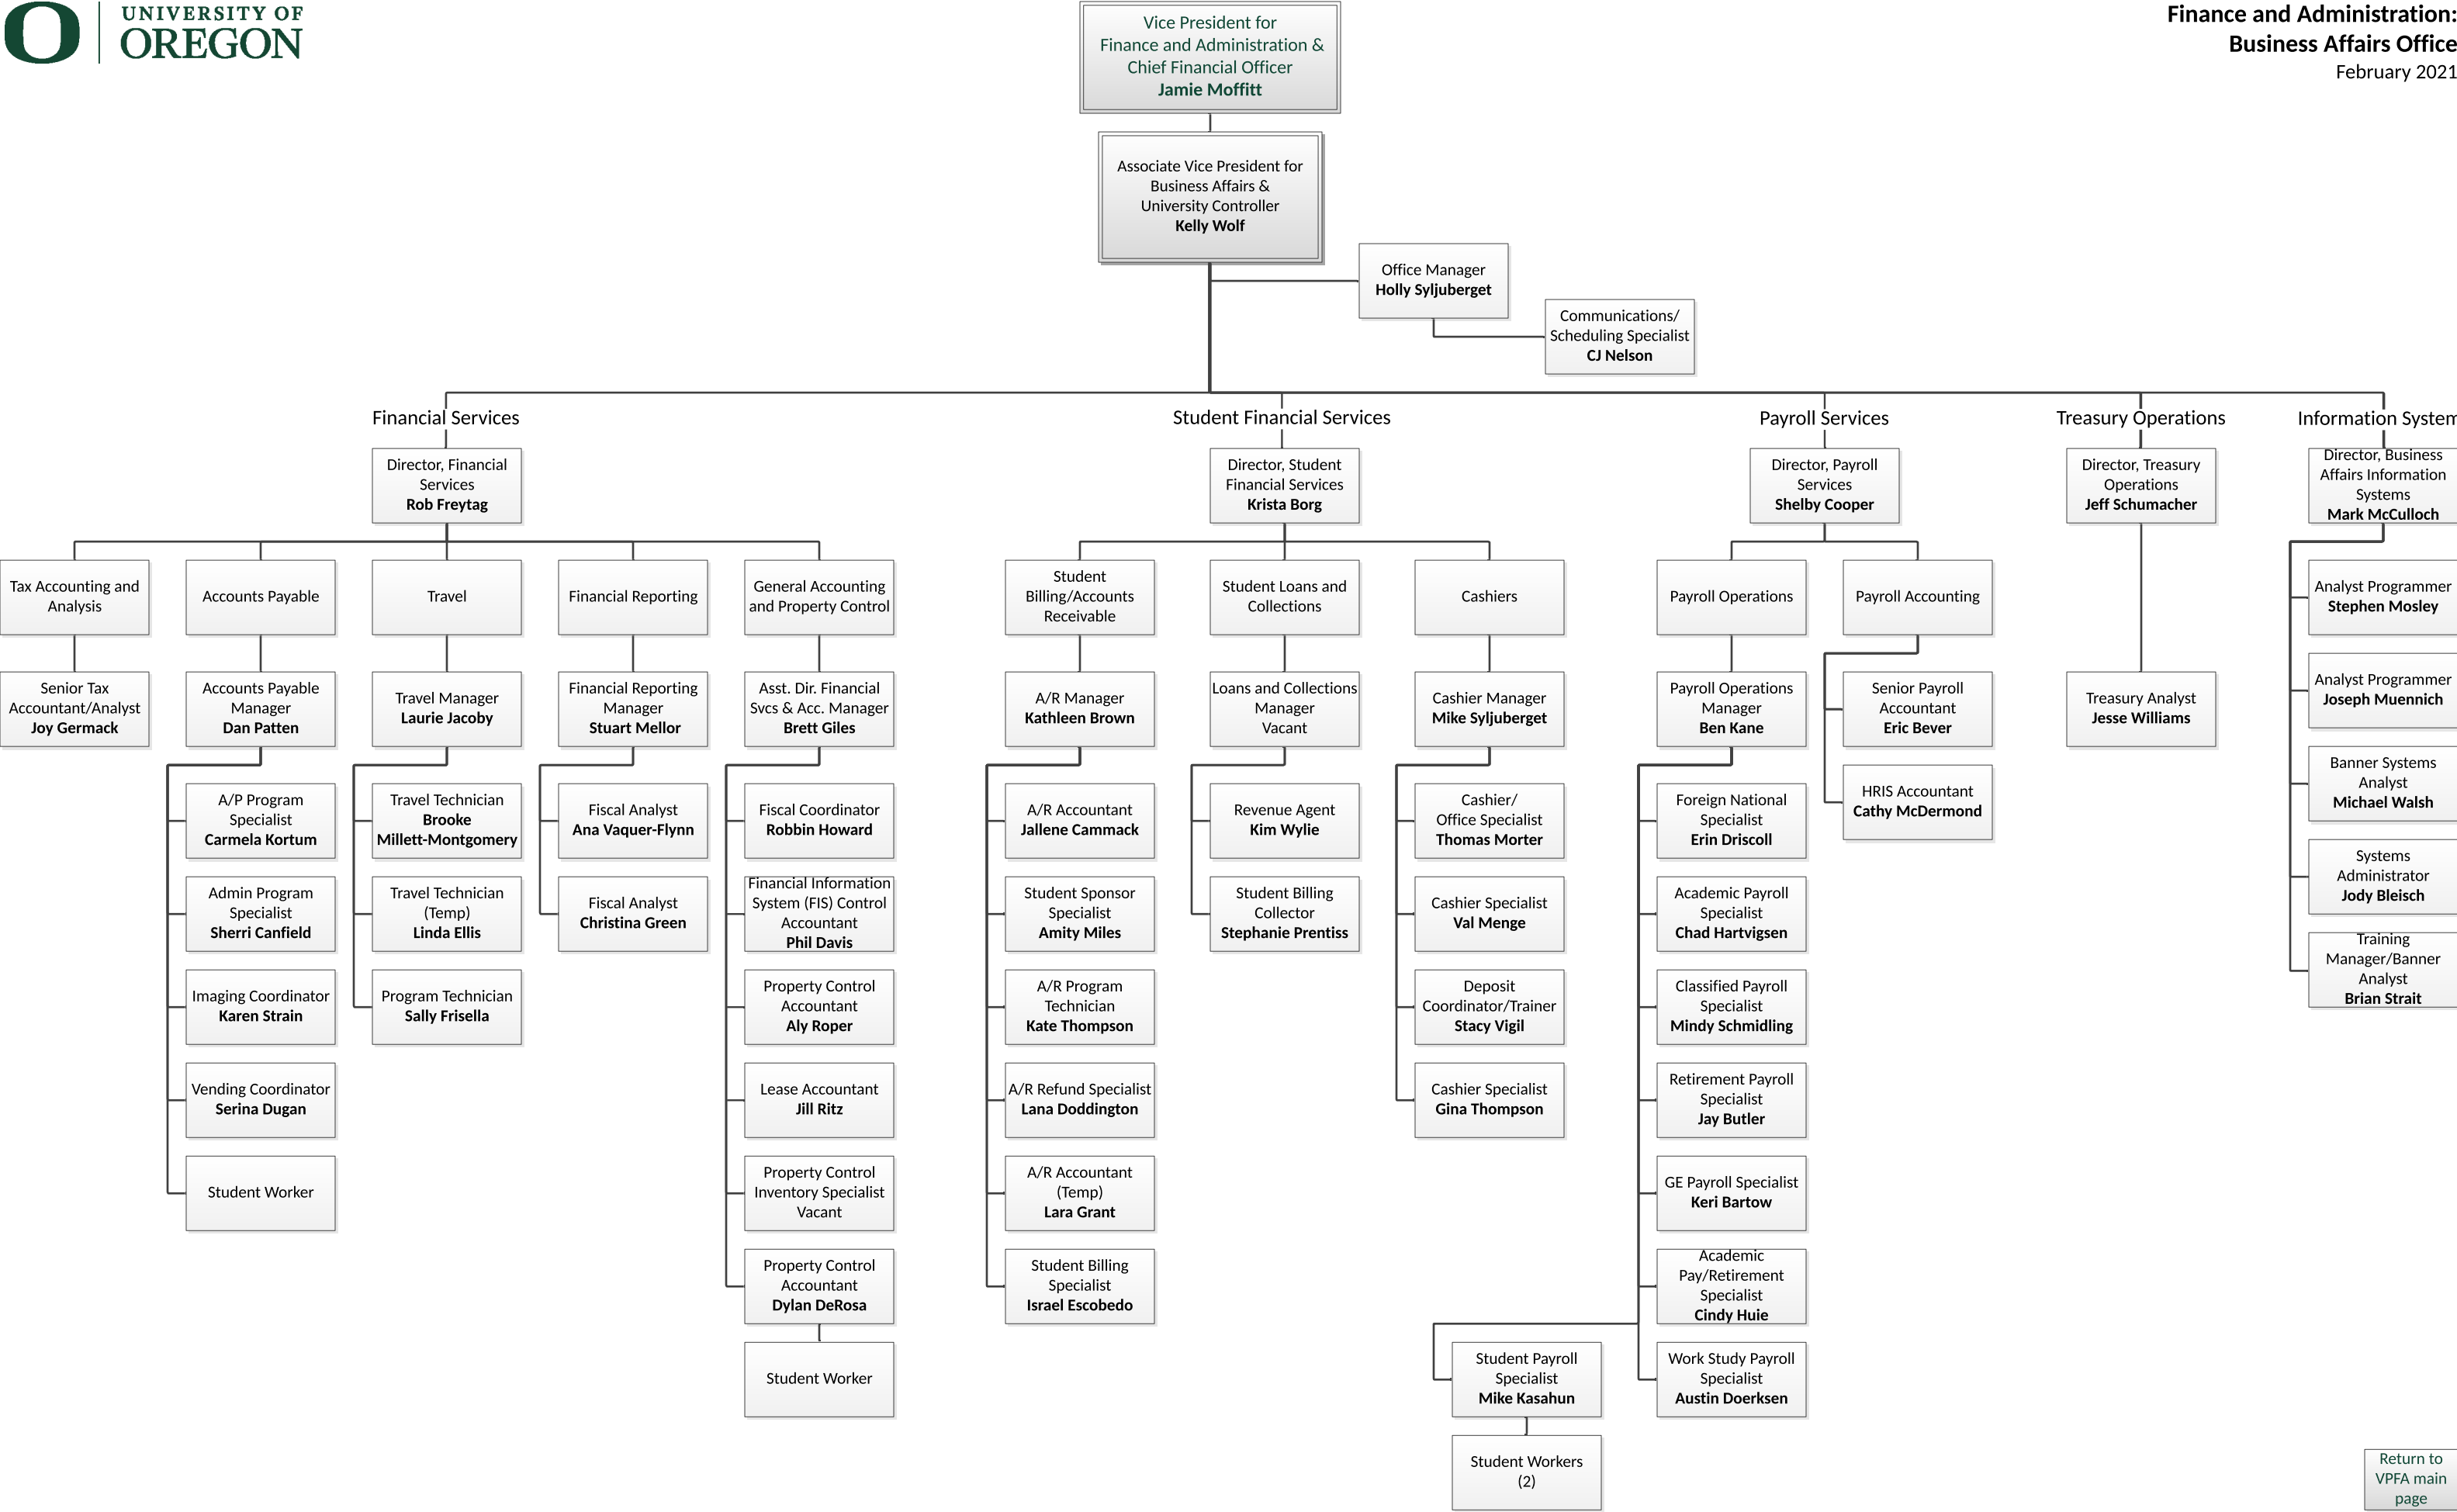 UNIVERSITY OF
OREGON
Finance and Administration:
Business Affairs Office
February 2021
Vice President for
Finance and Administration &
Chief Financial Officer
Jamie Moffitt
Associate Vice President for
Business Affairs &
University Controller
Kelly Wolf
Office Manager
Holly Syljuberget
Communications/
Scheduling Specialist
CJ Nelson
Financial Services
Director, Financial
Services
Rob Freytag
Tax Accounting and
Analysis
Senior Tax
Accountant/Analyst
Joy Germack
Accounts Payable
Accounts Payable
Manager
Dan Patten
A/P Program
Specialist
Carmela Kortum
Admin Program
Specialist
Sherri Canfield
Imaging Coordinator
Karen Strain
Vending Coordinator
Serina Dugan
Student Worker
Travel
Travel Manager
Laurie Jacoby
Travel Technician
Brooke
Millett-Montgomery
Travel Technician
(Temp)
Linda Ellis
Program Technician
Sally Frisella
Financial Reporting
Financial Reporting
Manager
Stuart Mellor
Fiscal Analyst
Ana Vaquer-Flynn
Fiscal Analyst
Christina Green
General Accounting
and Property Control
Asst. Dir. Financial
Svcs & Acc. Manager
Brett Giles
Fiscal Coordinator
Robbin Howard
Financial Information
System (FIS) Control
Accountant
Phil Davis
Property Control
Accountant
Aly Roper
Lease Accountant
Jill Ritz
Property Control
Inventory Specialist
Vacant
Property Control
Accountant
Dylan DeRosa
Student Worker
Student Financial Services
Director, Student
Financial Services
Krista Borg
Student
Billing/Accounts
Receivable
A/R Manager
Kathleen Brown
A/R Accountant
Jallene Cammack
Student Sponsor
Specialist
Amity Miles
A/R Program
Technician
Kate Thompson
A/R Refund Specialist
Lana Doddington
A/R Accountant
(Temp)
Lara Grant
Student Billing
Specialist
Israel Escobedo
Student Loans and
Collections
Loans and Collections
Manager
Vacant
Revenue Agent
Kim Wylie
Student Billing
Collector
Stephanie Prentiss
Cashiers
Cashier Manager
Mike Syljuberget
Cashier/
Office Specialist
Thomas Morter
Cashier Specialist
Val Menge
Deposit
Coordinator/Trainer
Stacy Vigil
Cashier Specialist
Gina Thompson
Payroll Services
Director, Payroll
Services
Shelby Cooper
Payroll Operations
Payroll Operations
Manager
Ben Kane
Foreign National
Specialist
Erin Driscoll
Academic Payroll
Specialist
Chad Hartvigsen
Classified Payroll
Specialist
Mindy Schmidling
Retirement Payroll
Specialist
Jay Butler
GE Payroll Specialist
Keri Bartow
Academic
Pay/Retirement
Specialist
Cindy Huie
Work Study Payroll
Specialist
Austin Doerksen
Student Payroll
Specialist
Mike Kasahun
Student Workers
(2)
Payroll Accounting
Senior Payroll
Accountant
Eric Bever
HRIS Accountant
Cathy McDermond
Treasury Operations
Director, Treasury
Operations
Jeff Schumacher
Treasury Analyst
Jesse Williams
Information System
Director, Business
Affairs Information
Systems
Mark McCulloch
Analyst Programmer
Stephen Mosley
Analyst Programmer
Joseph Muennich
Banner Systems
Analyst
Michael Walsh
Systems
Administrator
Jody Bleisch
Training
Manager/Banner
Analyst
Brian Strait
Return to
VPFA main
page